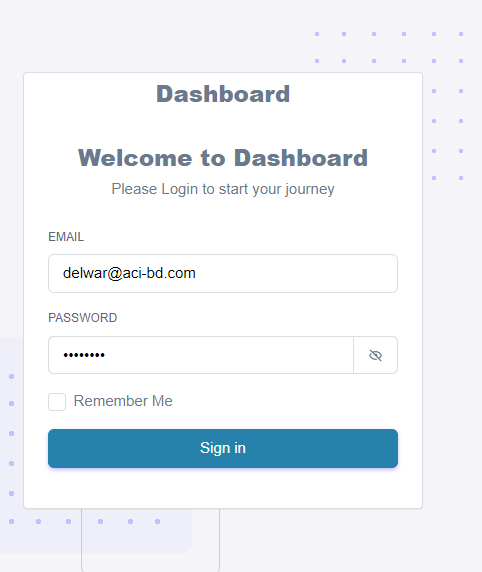 Dashboard
Welcome to Dashboard
Please Login to start your journey
EMAIL
delwar@aci-bd.com
PASSWORD
••••••••
Remember Me
Sign in